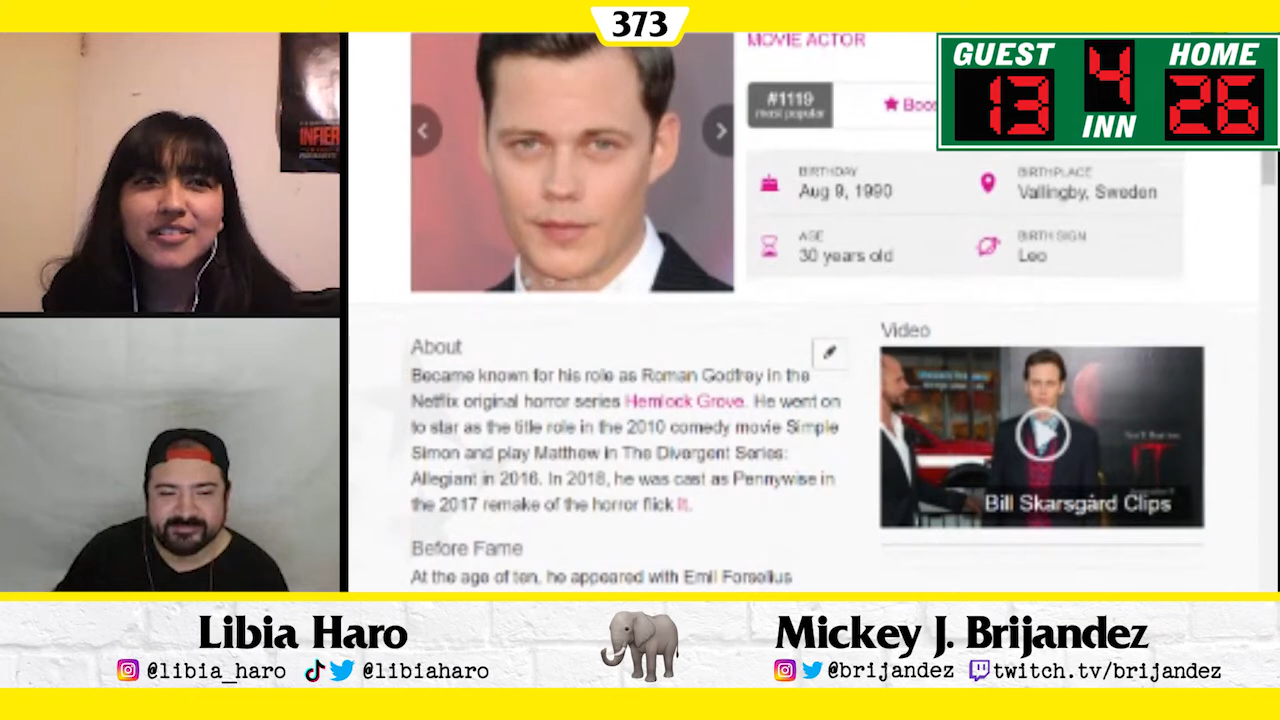 373
GUEST
HOME
13
4
26
INN
INFIER
MOVIE ACTOR
#1119
most popular
Boos
BIRTHDAY
Aug 9, 1990
BIRTHPLACE
Vallingby, Sweden
AGE
30 years old
BIRTH SIGN
Leo
About
Became known for his role as Roman Godfrey in the
Netflix original horror series Hemlock Grove. He went on
to star as the title role in the 2010 comedy movie Simple
Simon and play Matthew in The Divergent Series:
Allegiant in 2016. In 2016, he was cast as Pennywise in
the 2017 remake of the horror flick It.
Before Fame
At the age of ten, he appeared with Emil Forselius
Video
IT
Bill Skarsgård Clips
Libia Haro
@libia_haro
@libiaharo
Mickey J. Brijandez
@brijandez
twitch.tv/brijandez